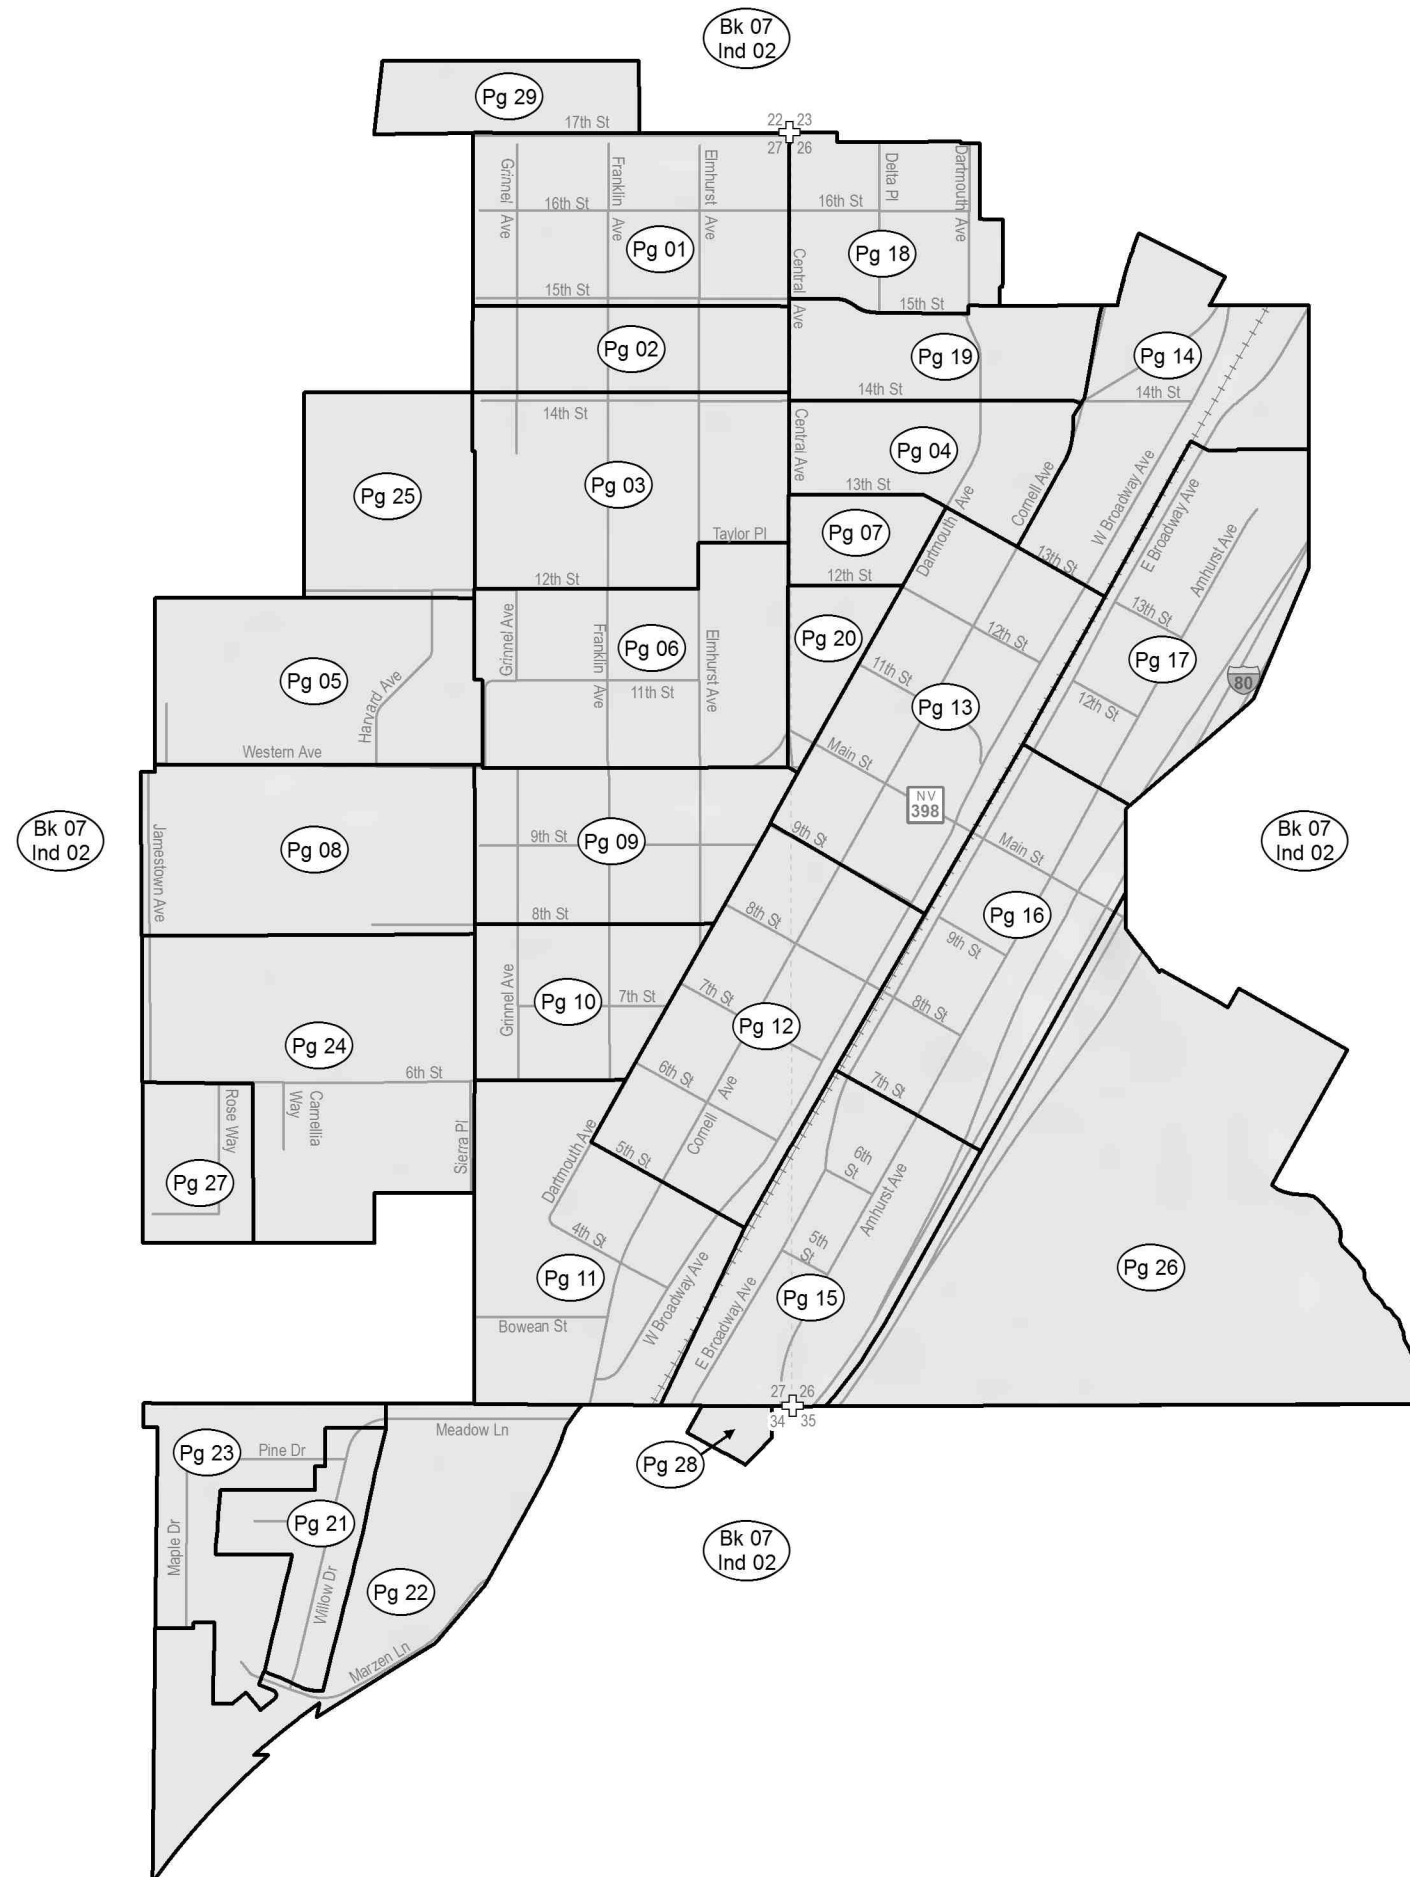 Bk 07
Ind 02
Pg 29
17th St
22 23
27 26
Grinnel
Ave
Franklin
Ave
Elmhurst
Ave
Delta Pl
Dartmouth
Ave
16th St
16th St
Pg 01
Pg 18
Central
Ave
15th St
15th St
Pg 02
Pg 19
Pg 14
14th St
14th St
14th St
Central Ave
Pg 04
Cornell Ave
W Broadway Ave
E Broadway Ave
Amhurst Ave
Pg 25
Pg 03
13th St
Dartmouth
Ave
Taylor Pl
Pg 07
13th St
12th St
12th St
13th St
Grinnel Ave
Franklin
Ave
Pg 06
Elmhurst Ave
Pg 20
12th St
Pg 17
80
Pg 05
Harvard Ave
11th St
11th St
Pg 13
12th St
Western Ave
Main St
NV
398
Bk 07
Ind 02
Jamestown Ave
Pg 08
9th St
Pg 09
9th St
Main St
Bk 07
Ind 02
8th St
8th St
Pg 16
9th St
Grinnel Ave
Pg 10
7th St
7th St
Pg 12
8th St
Pg 24
6th St
6th St
Cornell
Ave
7th St
Rose Way
Carnellia
Way
Sierra Pl
Dartmouth Ave
5th St
6th
St
Amhurst Ave
Pg 27
4th St
5th
St
Pg 11
W Broadway Ave
E Broadway Ave
Pg 15
Pg 26
Bowean St
27 26
34 35
Meadow Ln
Pg 23
Pine Dr
Pg 28
Maple Dr
Pg 21
Willow Dr
Pg 22
Bk 07
Ind 02
Marzen Ln